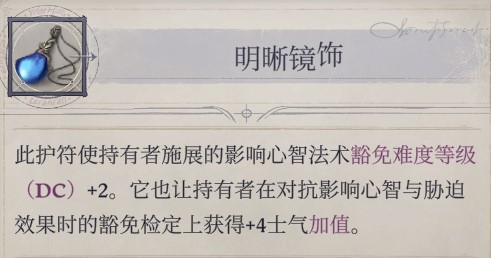 明晰镜饰
此护符使持有者施展的影响心智法术豁免难度等级
（DC）+2。它也让持有者在对抗影响心智与胁迫
效果时的豁免检定上获得+4士气加值。